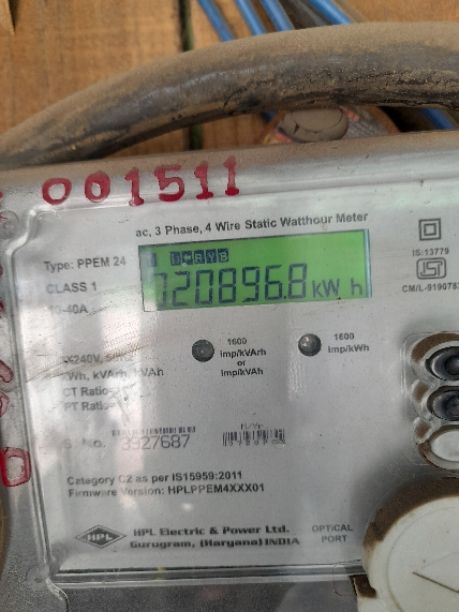 001511
ac, 3 Phase, 4 Wire Static Watthour Meter
Type: PPEM 24
CLASS 1
-40A
020896.8 kW h
IS:13779
CM/L-919078
1600
imp/kVArh
or
imp/kVAh
1600
imp/kWh
240V,
kVArh, kVAh
CT Ratio
PT Ratio
S. No. 3927687
Category C2 as per IS15959:2011
Firmware Version: HPLPPEM4XXX01
HPL
HPL Electric & Power Ltd.
Gurugram, (Haryana) INDIA
OPTICAL
PORT